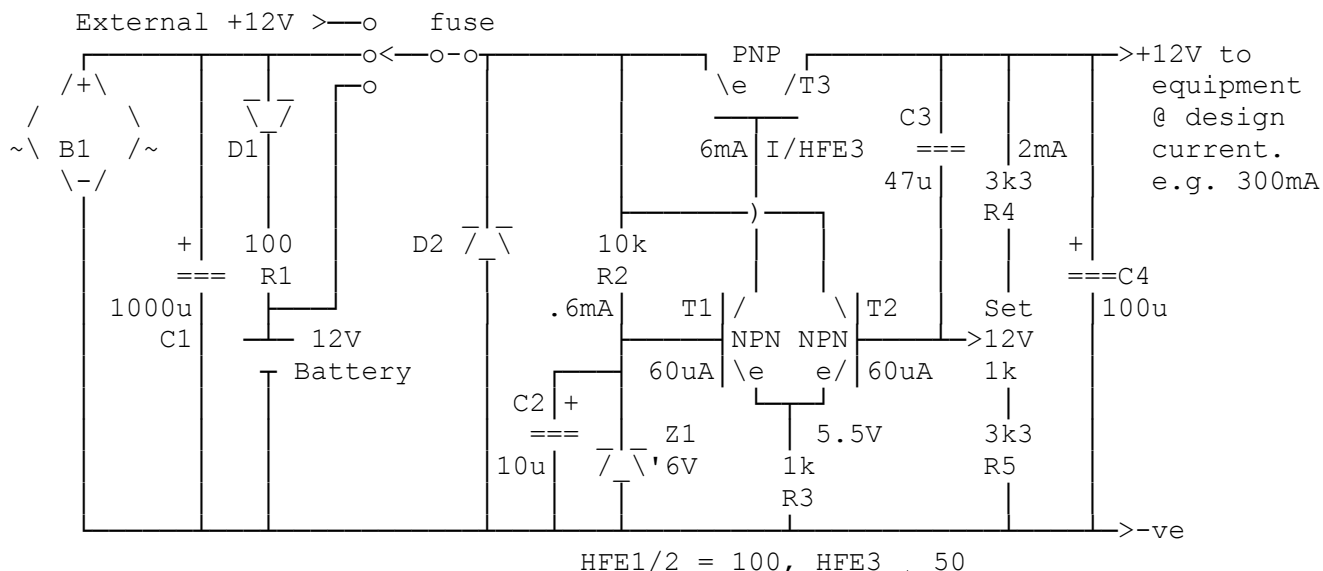 External +12V >──o fuse
o<──o-o PNP >+12V to
/+\ o \e /T3 equipment
/ \ C3 @ design
~\ B1 /~ D1 6mA I/HFE3 === 2mA current.
\-/ 47u 3k3 e.g. 300mA
) R4
+ 100 D2 10k +
=== R1 R2 ===C4
1000u .6mA T1 / \ T2 Set 100u
C1 12V NPN NPN >12V
Battery 60uA \e e/ 60uA 1k
C2 +
=== Z1 5.5V 3k3
10u '6V 1k R5
R3
>-ve
HFE1/2 = 100, HFE3 50